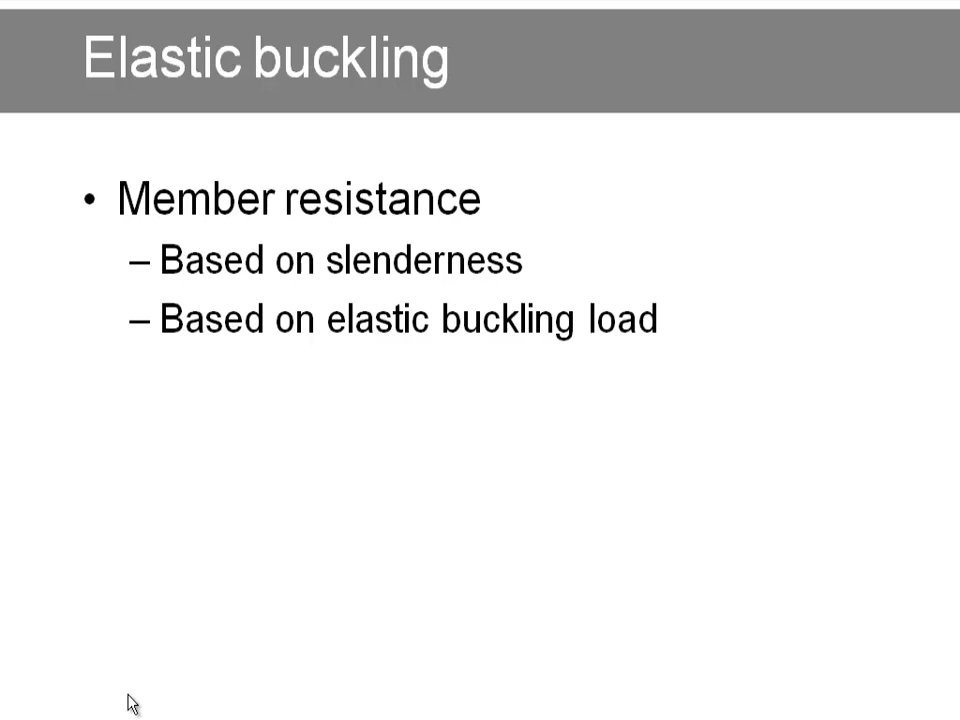 Elastic buckling
• Member resistance
– Based on slenderness
– Based on elastic buckling load